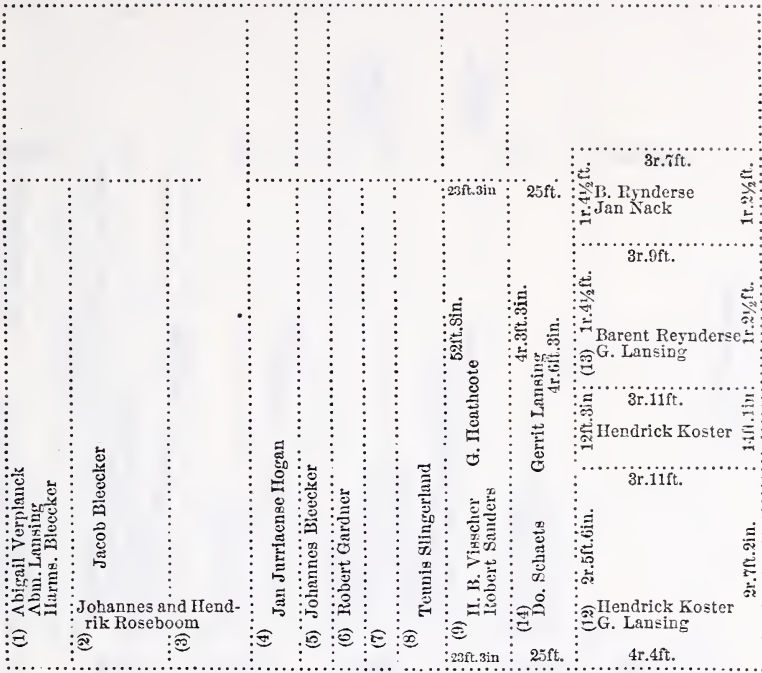 (1) Abigail Verplanck
Abm. Lansing
Harms. Bleecker
(2)
Jacob Bleecker
Johannes and Hend-
rik Roseboom
(3)
(4) Jan Jurriaense Hogan
(5) Johannes Bleecker
(6) Robert Gardner
(7)
(8) Teunis Slingerland
23ft.3in
52ft.8in.
G. Heathcote
(9) H. B. Visscher
Robert Sanders
23ft.3in
25ft.
4r.3ft.3in.
Gerrit Lansing
4r.6ft.3in.
(14) Do. Schaets
25ft.
3r.7ft.
1r.4½ft.
B. Rynderse
Jan Nack
1r.2½ft.
3r.9ft.
1r.4½ft.
(13)
Barent Reynderse
G. Lansing
1r.2½ft.
3r.11ft.
12ft.3in
Hendrick Koster
14ft.1in
3r.11ft.
2r.5ft.6in.
(12)
Hendrick Koster
G. Lansing
2r.7ft.2in.
4r.4ft.